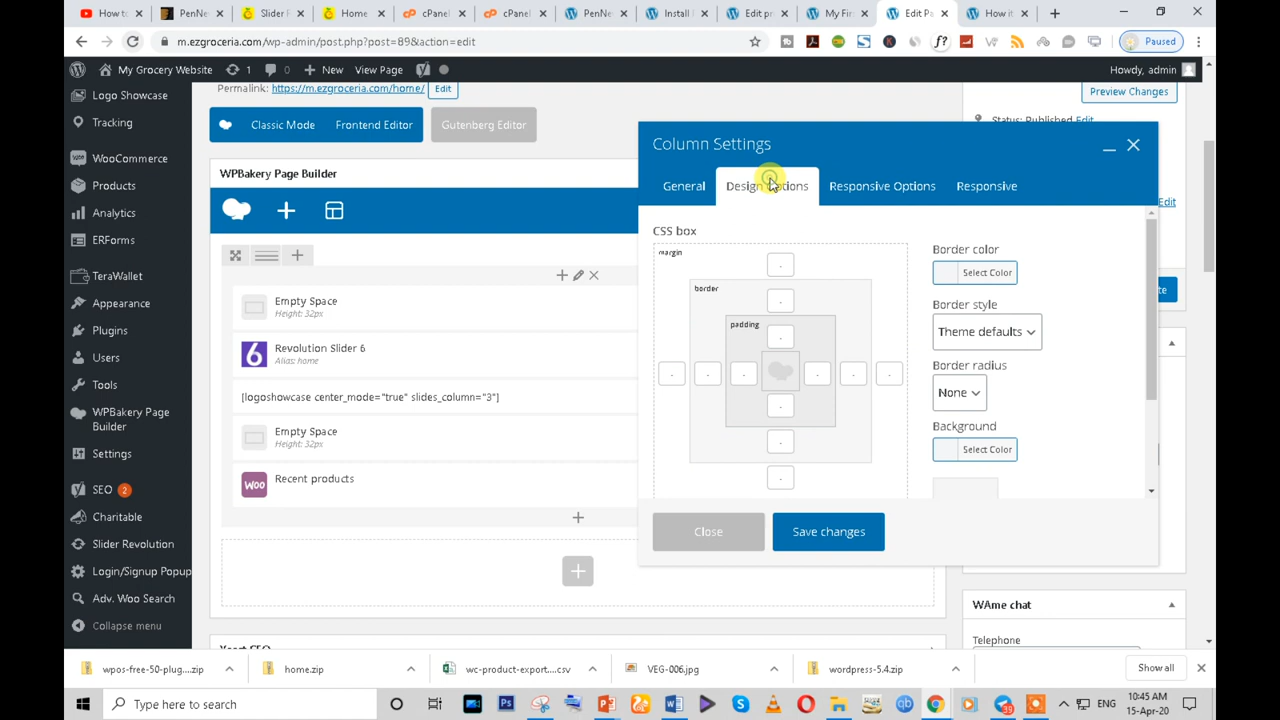 How to
PenNe
Slider F
Home
cPanel
cPanel
PenNe
Install P
Edit pr
My Firs
Edit Pa
How it
m.ezgroceria.com/wp-admin/post.php?post=89&action=edit
Paused
My Grocery Website
1
0
New
View Page
Howdy, admin
Logo Showcase
Tracking
WooCommerce
Products
Analytics
ERForms
TeraWallet
Appearance
Plugins
Users
Tools
WPBakery Page
Builder
Settings
SEO 2
Charitable
Slider Revolution
Login/Signup Popup
Adv. Woo Search
Collapse menu
Permalink: https://m.ezgroceria.com/home/ Edit
Preview Changes
Status: Published Edit
Classic Mode
Frontend Editor
Gutenberg Editor
WPBakery Page Builder
Empty Space
Height: 32px
6
Revolution Slider 6
Alias: home
[logoshowcase center_mode="true" slides_column="3"]
Empty Space
Height: 32px
Woo
Recent products
Column Settings
General
Design Options
Responsive Options
Responsive
CSS box
margin
border
padding
Border color
Select Color
Border style
Theme defaults
Border radius
None
Background
Select Color
Close
Save changes
Edit
WAme chat
Telephone
wpos-free-50-plug....zip
home.zip
wc-product-export....csv
VEG-006.jpg
wordpress-5.4.zip
Show all
Type here to search
ENG
10:45 AM
15-Apr-20